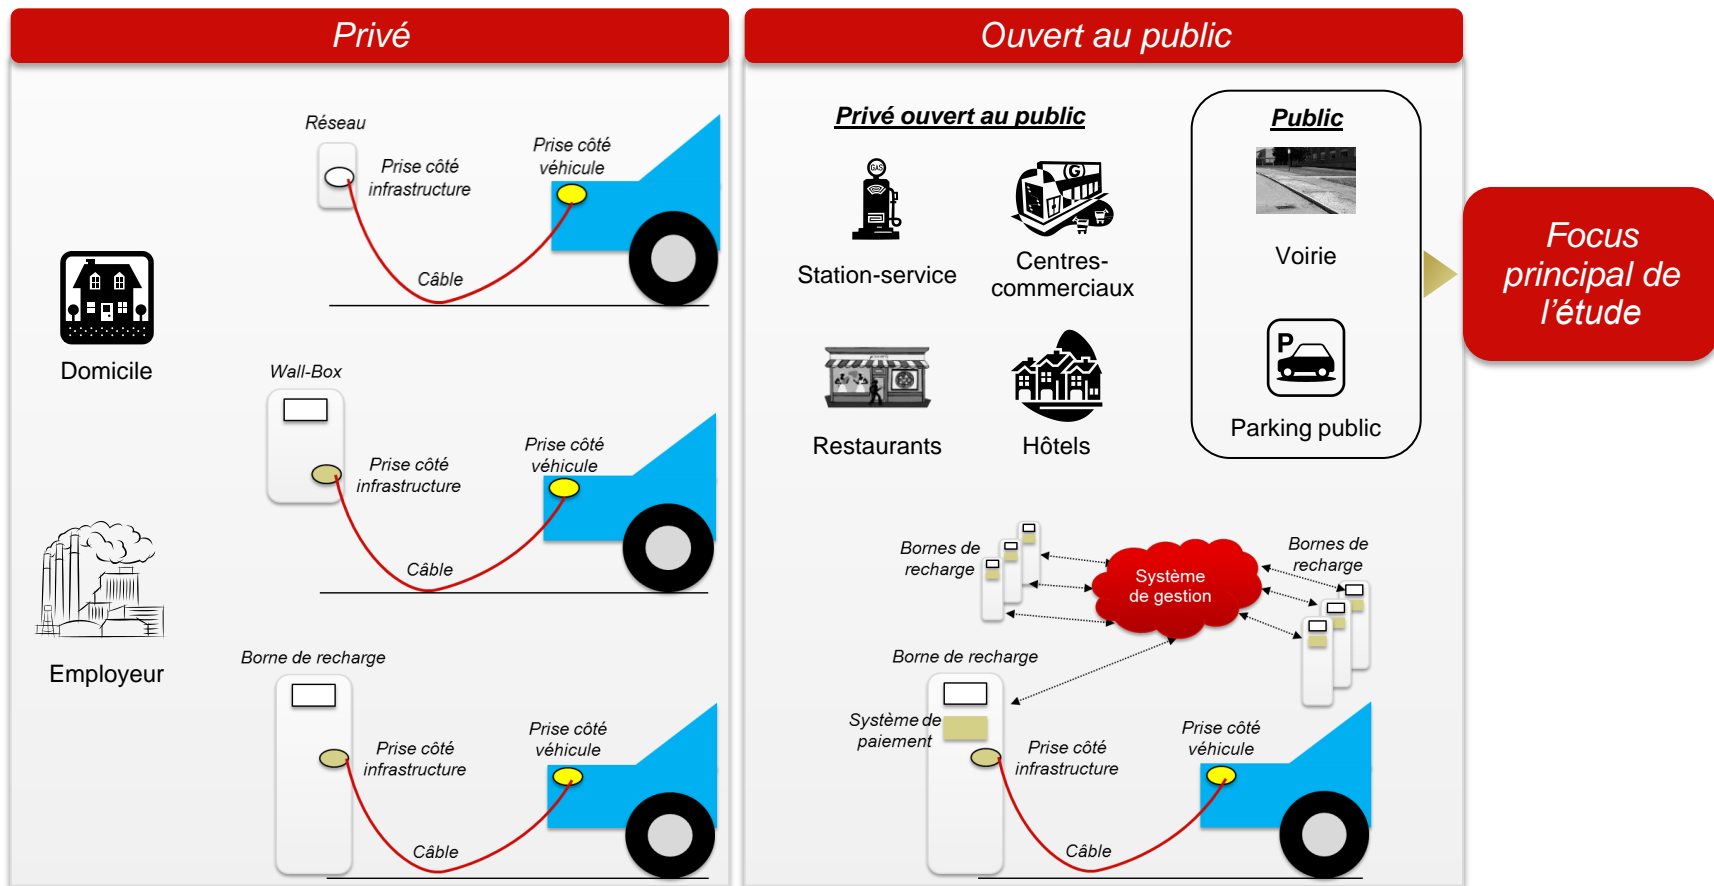 Privé
Réseau
Prise côté
infrastructure
Prise côté
véhicule
Câble
Domicile
Wall-Box
Prise côté
infrastructure
Prise côté
véhicule
Câble
Employeur
Borne de recharge
Prise côté
infrastructure
Prise côté
véhicule
Câble
Ouvert au public
Privé ouvert au public
GAS
Station-service
G
Centres-
commerciaux
Restaurants
Hôtels
Public
Voirie
P
Parking public
Focus
principal de
l'étude
Bornes de
recharge
Système
de gestion
Bornes de
recharge
Borne de recharge
Système de
paiement
Prise côté
infrastructure
Prise côté
véhicule
Câble